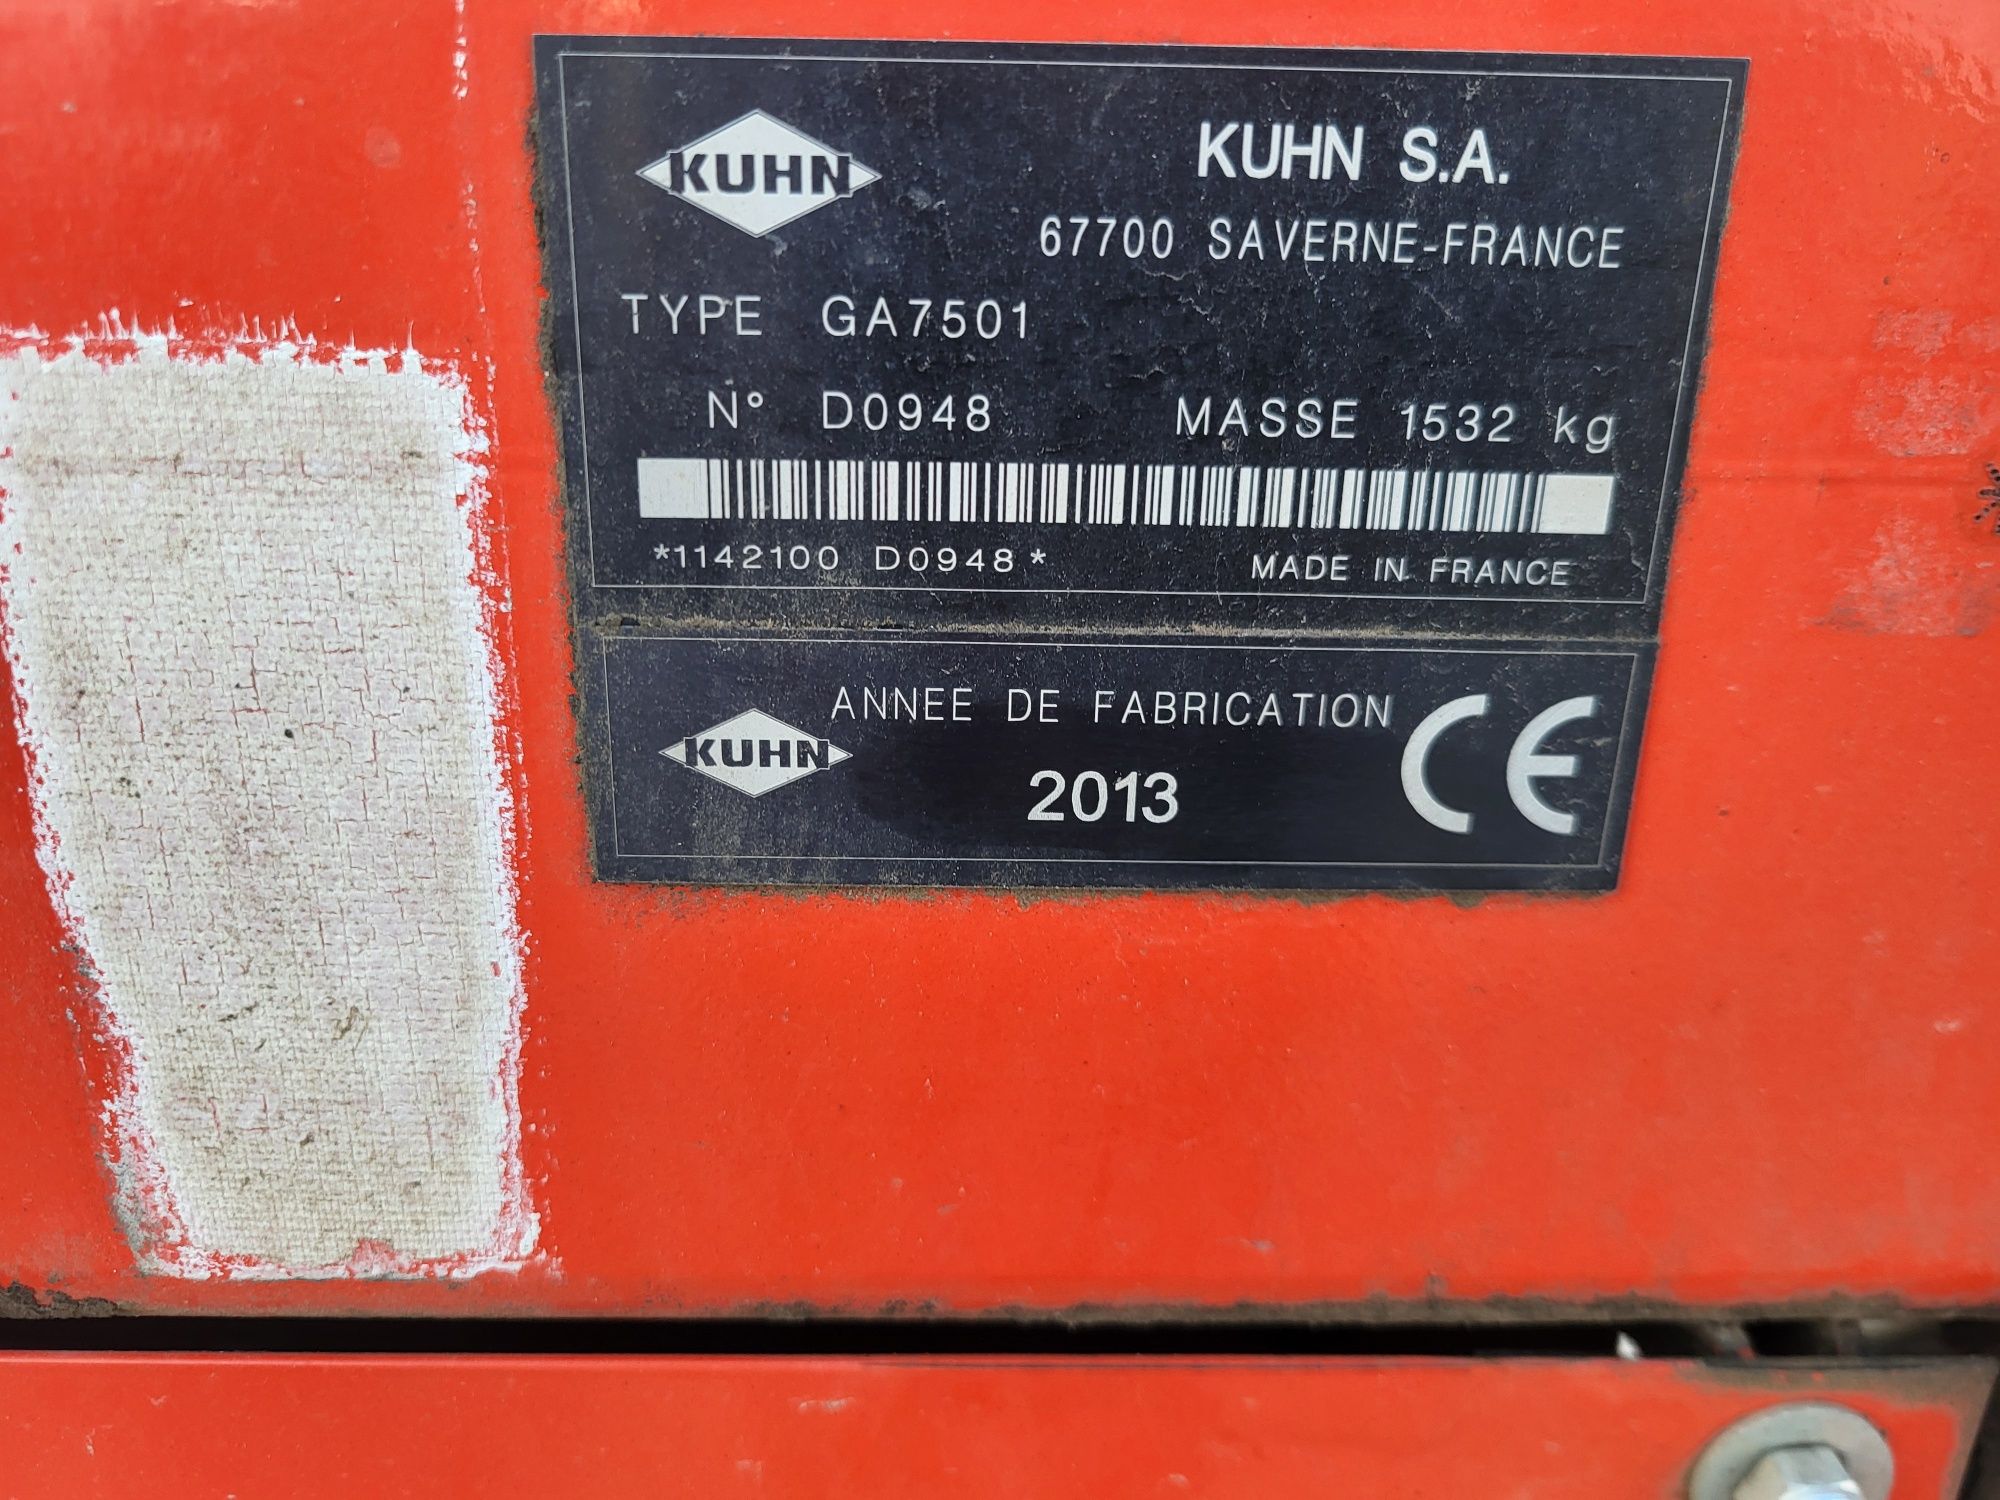 KUHN
KUHN S.A.
67700 SAVERNE-FRANCE
TYPE GA7501
N° D0948 MASSE 1532 kg
*1142100 D0948*
MADE IN FRANCE
KUHN
ANNEE DE FABRICATION
2013
CE